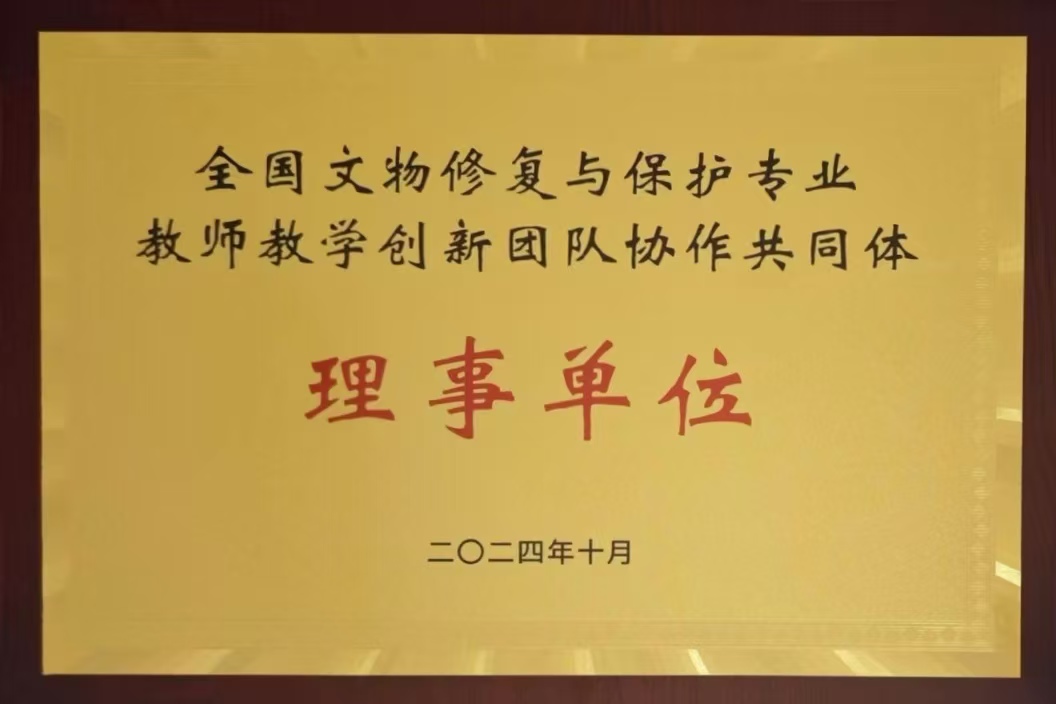 全国文物修复与保护专业
教师教学创新团队协作共同体
理事单位
二〇二四年十月